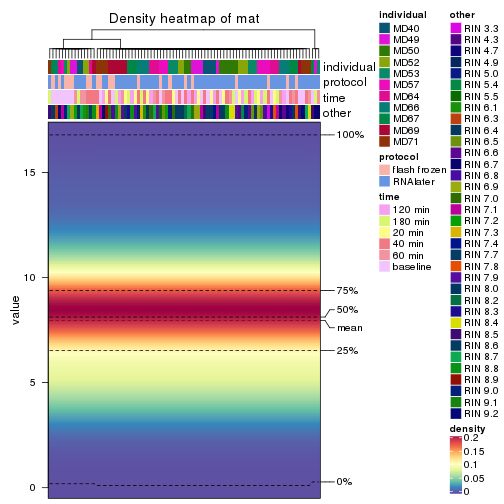 Density heatmap of mat
individual
protocol
time
other
value
15
10
5
0
100%
75%
50%
mean
25%
0%
individual
MD40
MD49
MD50
MD52
MD53
MD57
MD64
MD66
MD67
MD69
MD71
protocol
flash frozen
RNAlater
time
120 min
180 min
20 min
40 min
60 min
baseline
other
RIN 3.3
RIN 4.3
RIN 4.7
RIN 4.9
RIN 5.0
RIN 5.4
RIN 5.5
RIN 6.1
RIN 6.3
RIN 6.4
RIN 6.5
RIN 6.6
RIN 6.7
RIN 6.8
RIN 6.9
RIN 7.0
RIN 7.1
RIN 7.2
RIN 7.3
RIN 7.4
RIN 7.7
RIN 7.8
RIN 7.9
RIN 8.0
RIN 8.2
RIN 8.3
RIN 8.4
RIN 8.5
RIN 8.6
RIN 8.7
RIN 8.8
RIN 8.9
RIN 9.0
RIN 9.1
RIN 9.2
density
0.2
0.15
0.1
0.05
0